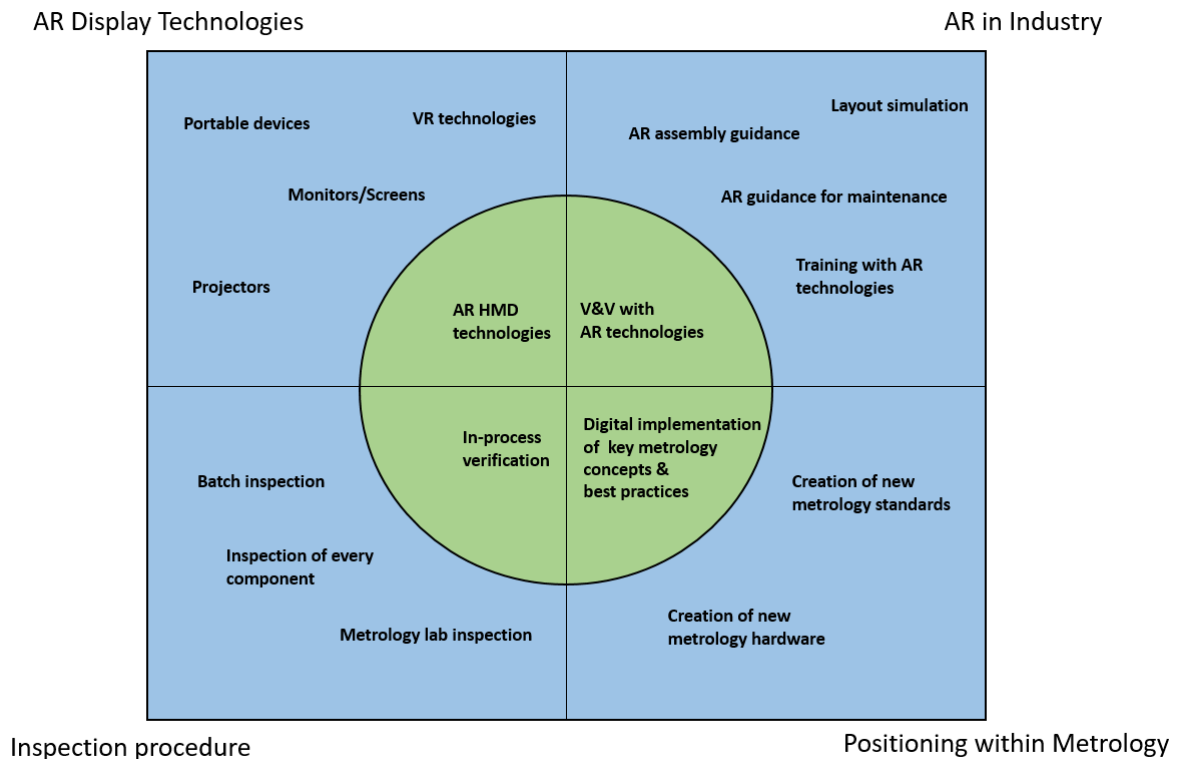 AR Display Technologies
AR in Industry
Portable devices
VR technologies
Monitors/Screens
Projectors
AR HMD
technologies
Layout simulation
AR assembly guidance
AR guidance for maintenance
Training with AR
technologies
V&V with
AR technologies
In-process
verification
Batch inspection
Inspection of every
component
Metrology lab inspection
Digital implementation
of  key metrology
concepts &
best practices
Creation of new
metrology standards
Creation of new
metrology hardware
Inspection procedure
Positioning within Metrology